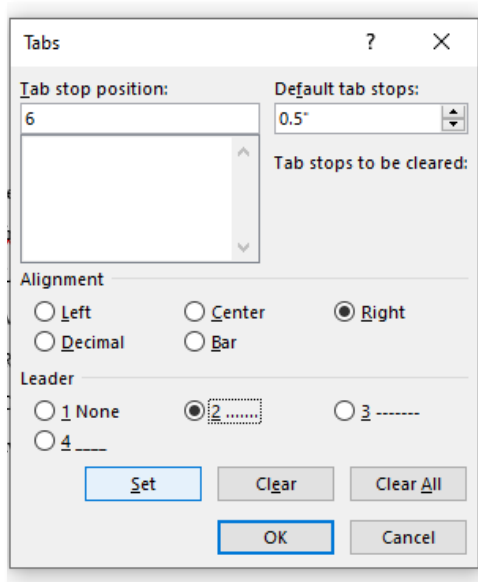 Tabs ?
Tab stop position: Default tab stops:
6 0.5"
Tab stops to be cleared:
Alignment
Left Center Right
Decimal Bar
Leader
1 None 2 ....... 3 -------
4 ____
Set Clear Clear All
OK Cancel